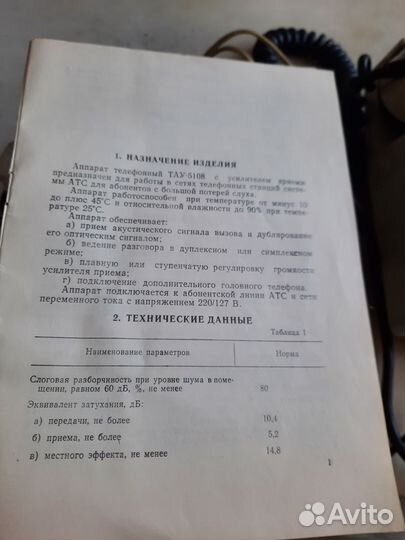 1. НАЗНАЧЕНИЕ ИЗДЕЛИЯ
Аппарат телефонный ТАУ-5108 с усилителем приема
предназначен для работы в сетях телефонных станций систе-
мы АТС для абонентов с большой потерей слуха.
Аппарат работоспособен при температуре от минус 10
до плюс 45°С и относительной влажности до 90% при темпе-
ратуре 25°С.
Аппарат обеспечивает:
а) прием акустического сигнала вызова и дублирование
его оптическим сигналом;
б) ведение разговора в дуплексном или симплексном
режиме;
в) плавную или ступенчатую регулировку громкости
усилителя приема;
г) подключение дополнительного головного телефона.
Аппарат подключается к абонентской линии АТС и сети
переменного тока с напряжением 220/127 В.
2. ТЕХНИЧЕСКИЕ ДАННЫЕ
Таблица 1
Наименование параметров
Норма
Слоговая разборчивость при уровне шума в поме-
щении, равном 60 дБ, %, не менее 80
Эквивалент затухания, дБ:
а) передачи, не более 10,4
б) приема, не более 5,2
в) местного эффекта, не менее 14,8
1
Avito